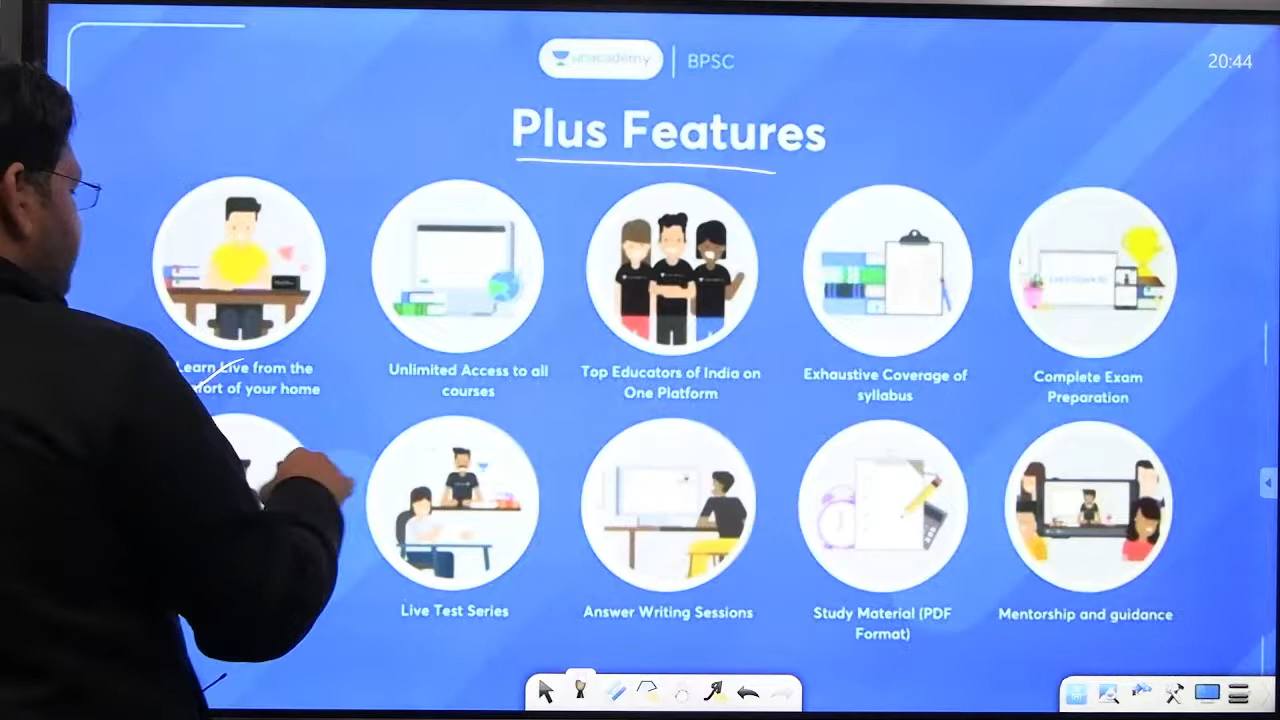 unacademy
BPSC
20:44
Plus Features
Learn Live from the
of your home
Unlimited Access to all
courses
Top Educators of India on
One Platform
Exhaustive Coverage of
syllabus
Complete Exam
Preparation
Live Test Series
Answer Writing Sessions
Study Material (PDF
Format)
Mentorship and guidance